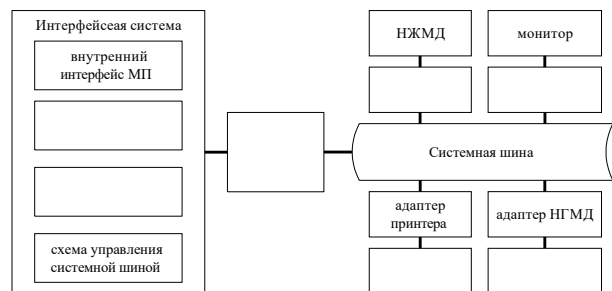 Интерфейсеая система
внутренний
интерфейс МП
схема управления
системной шиной
НЖМД
монитор
Системная шина
адаптер
принтера
адаптер НГМД